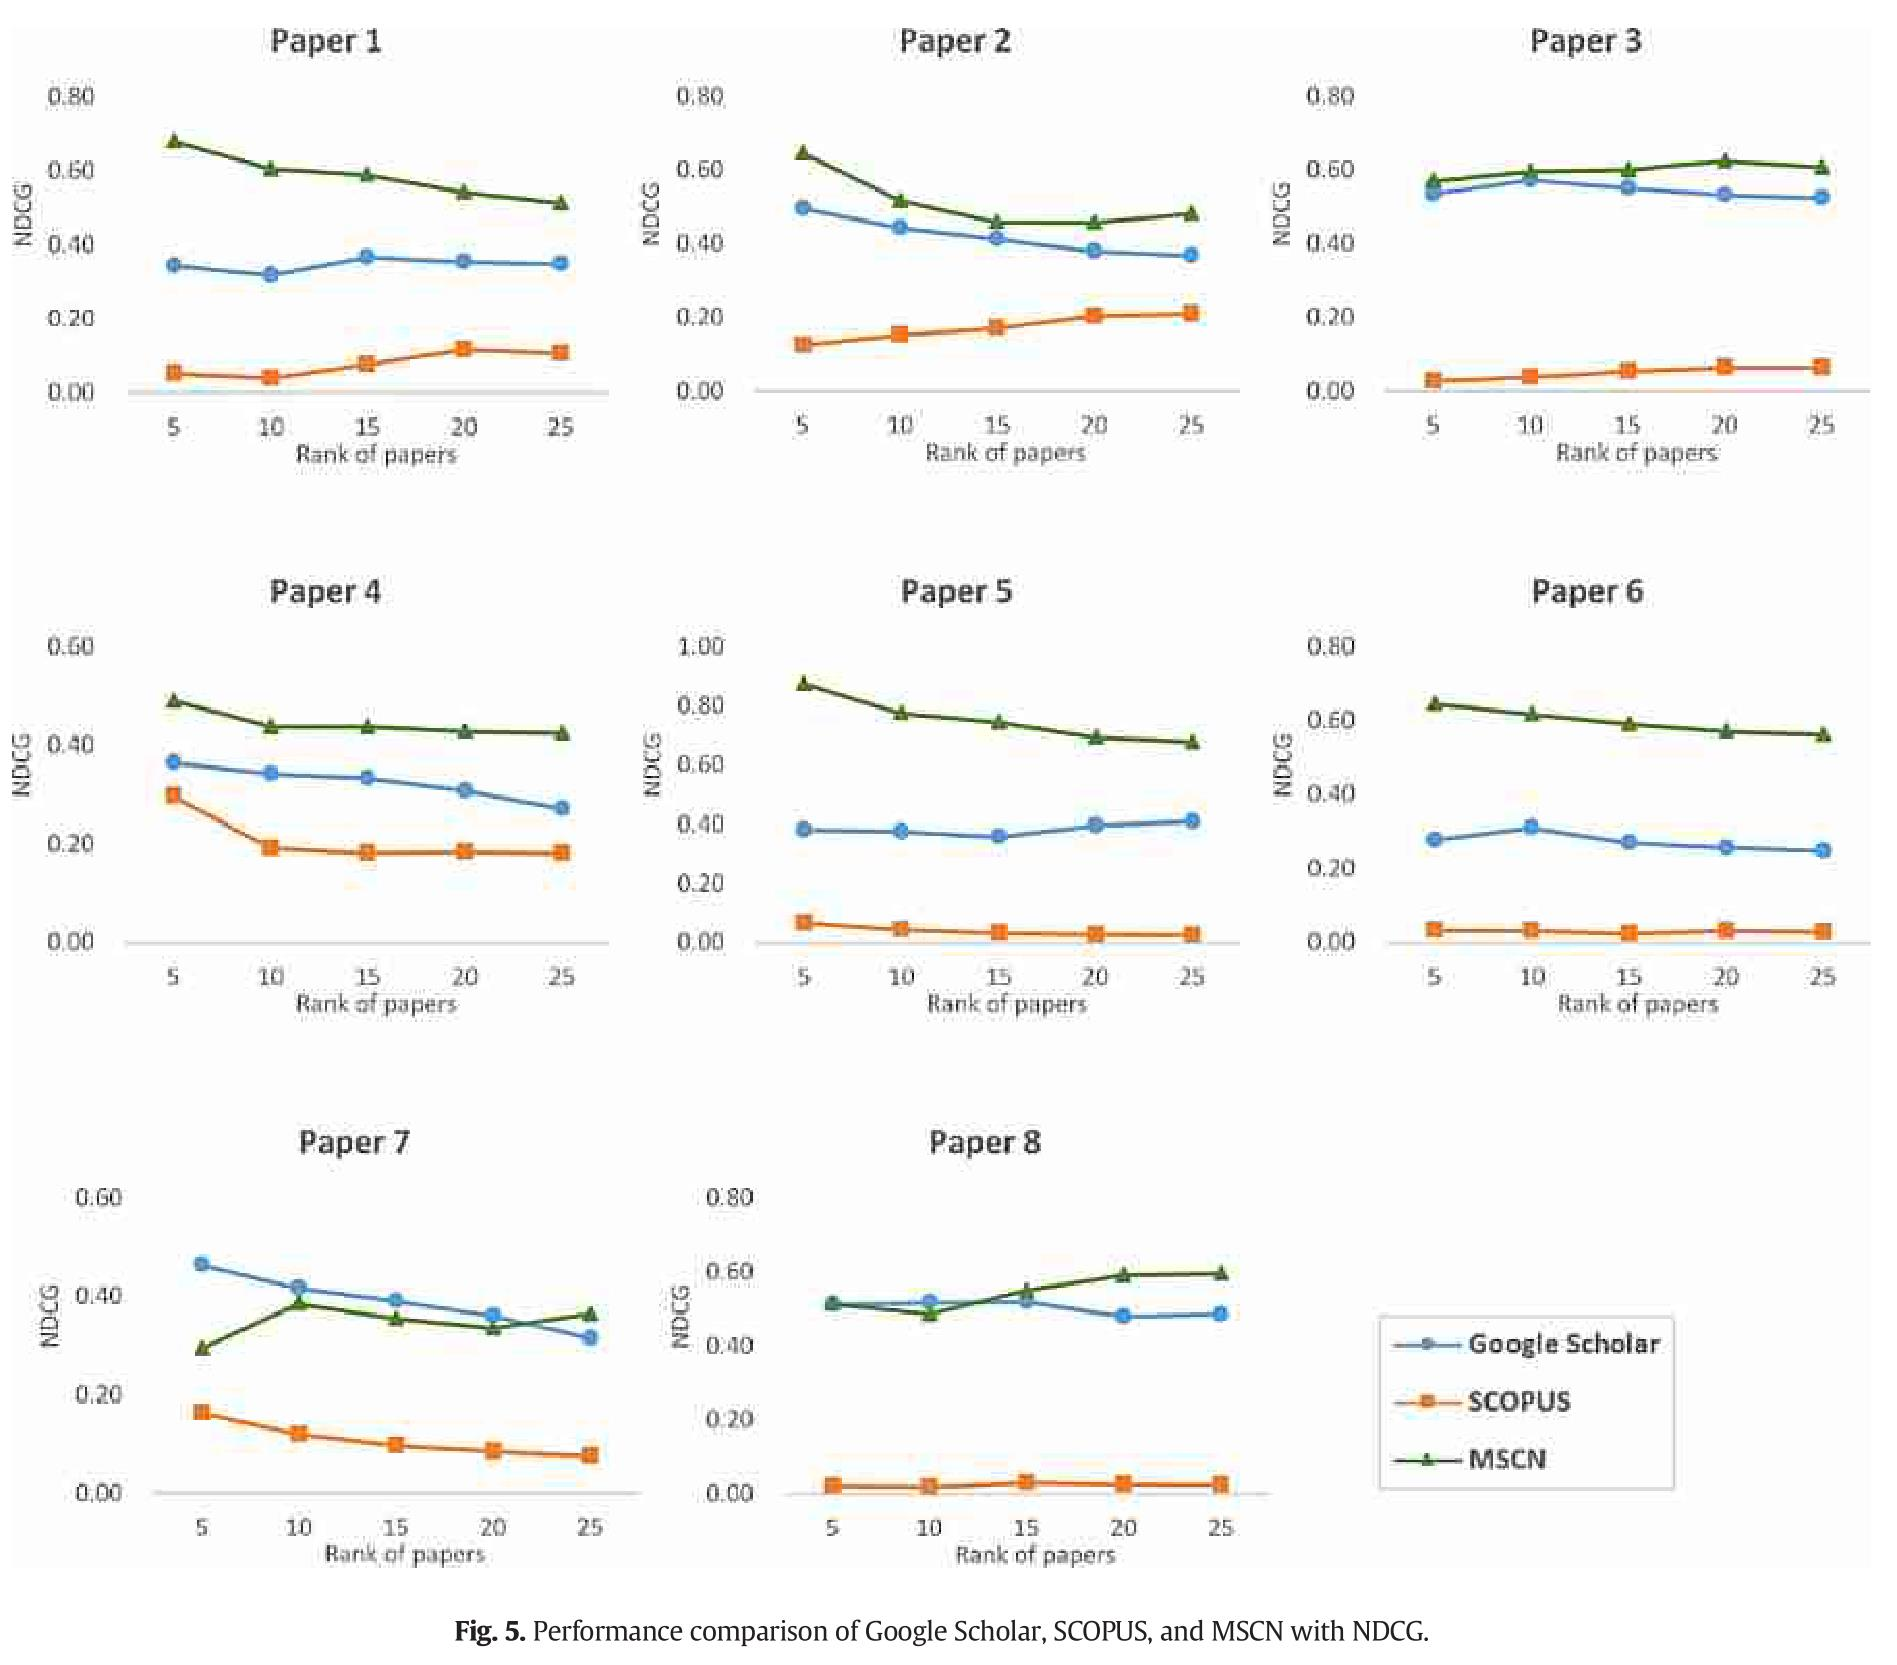 Paper 1
0.80
0.60
0.40
0.20
0.00
NDCG
5 10 15 20 25
Rank of papers
Paper 2
0.80
0.60
0.40
0.20
0.00
NDCG
5 10 15 20 25
Rank of papers
Paper 3
0.80
0.60
0.40
0.20
0.00
NDCG
5 10 15 20 25
Rank of papers
Paper 4
0.60
0.40
0.20
0.00
NDCG
5 10 15 20 25
Rank of papers
Paper 5
1.00
0.80
0.60
0.40
0.20
0.00
NDCG
5 10 15 20 25
Rank of papers
Paper 6
0.80
0.60
0.40
0.20
0.00
NDCG
5 10 15 20 25
Rank of papers
Paper 7
0.60
0.40
0.20
0.00
NDCG
5 10 15 20 25
Rank of papers
Paper 8
0.80
0.60
0.40
0.20
0.00
NDCG
5 10 15 20 25
Rank of papers
Google Scholar
SCOPUS
MSCN
Fig. 5. Performance comparison of Google Scholar, SCOPUS, and MSCN with NDCG.